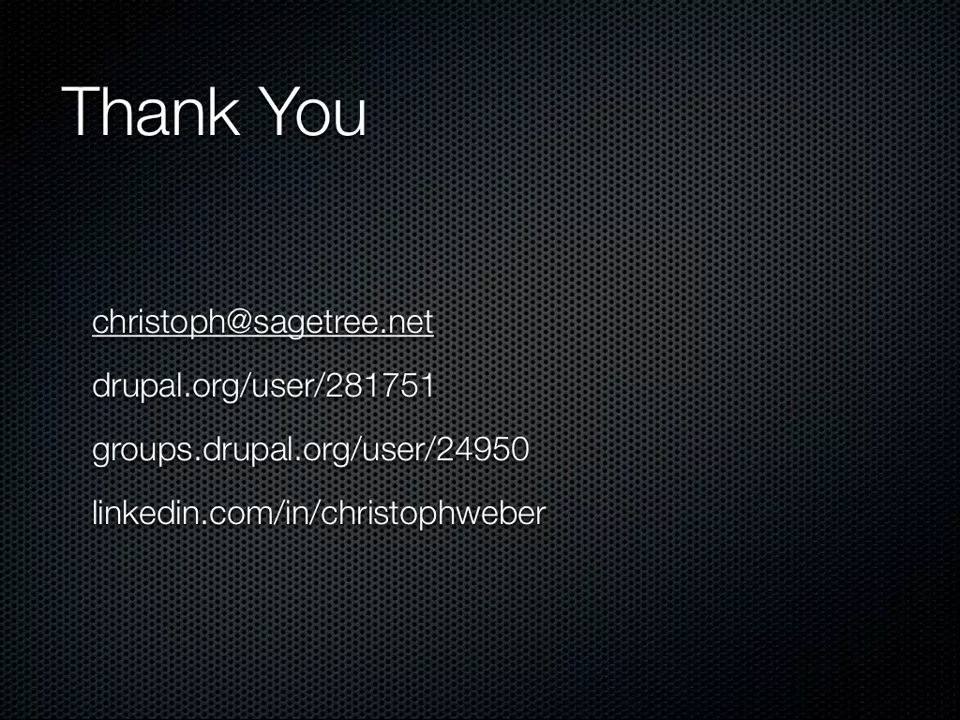 Thank You
christoph@sagetree.net
drupal.org/user/281751
groups.drupal.org/user/24950
linkedin.com/in/christophweber